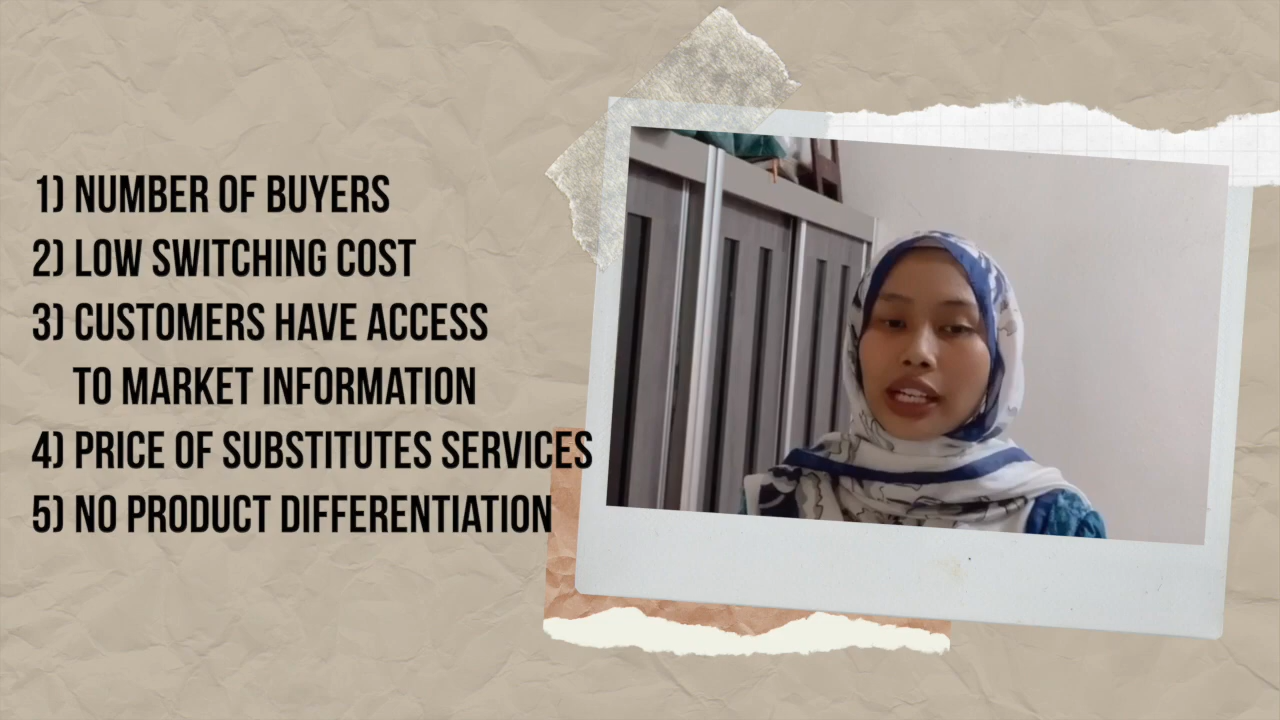 1) NUMBER OF BUYERS
2) LOW SWITCHING COST
3) CUSTOMERS HAVE ACCESS
TO MARKET INFORMATION
4) PRICE OF SUBSTITUTES SERVICES
5) NO PRODUCT DIFFERENTIATION